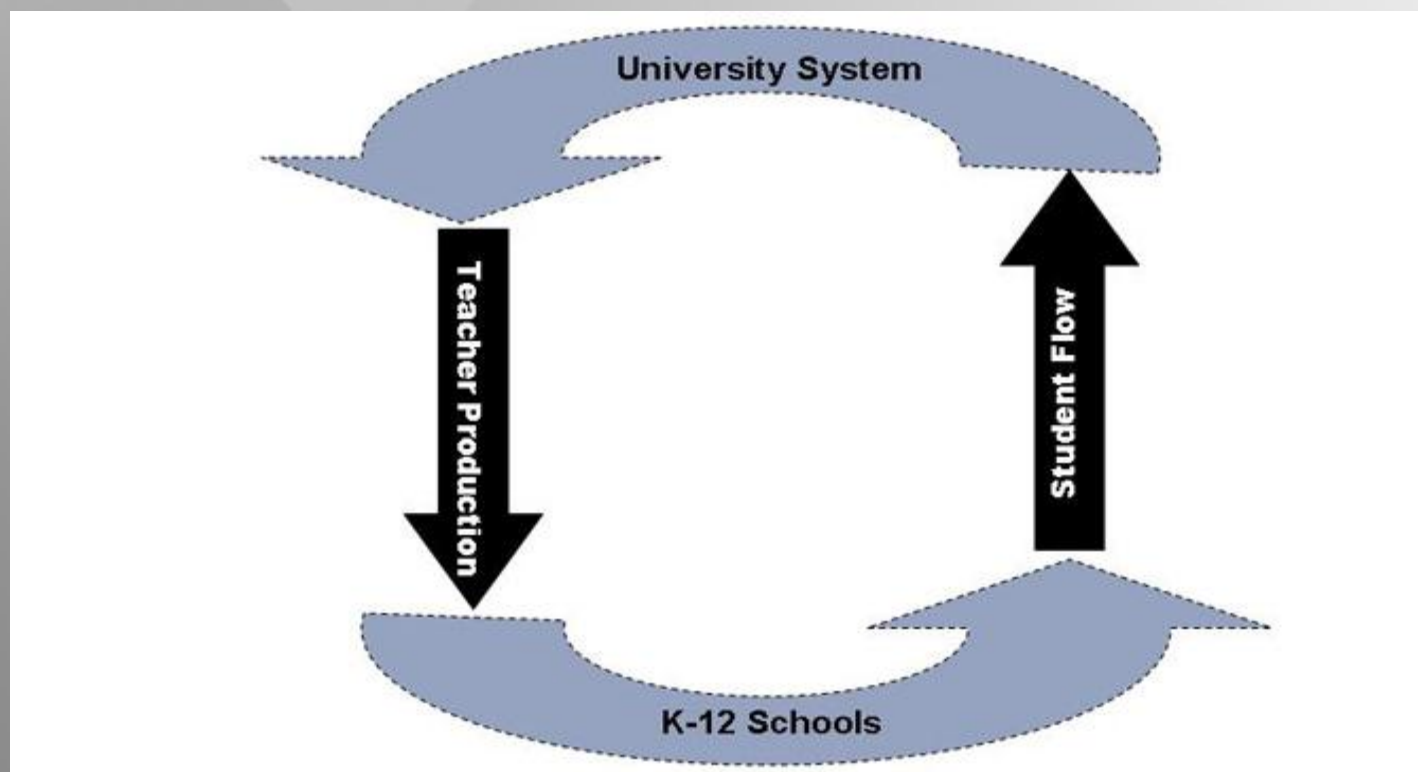 University System
Teacher Production
Student Flow
K-12 Schools